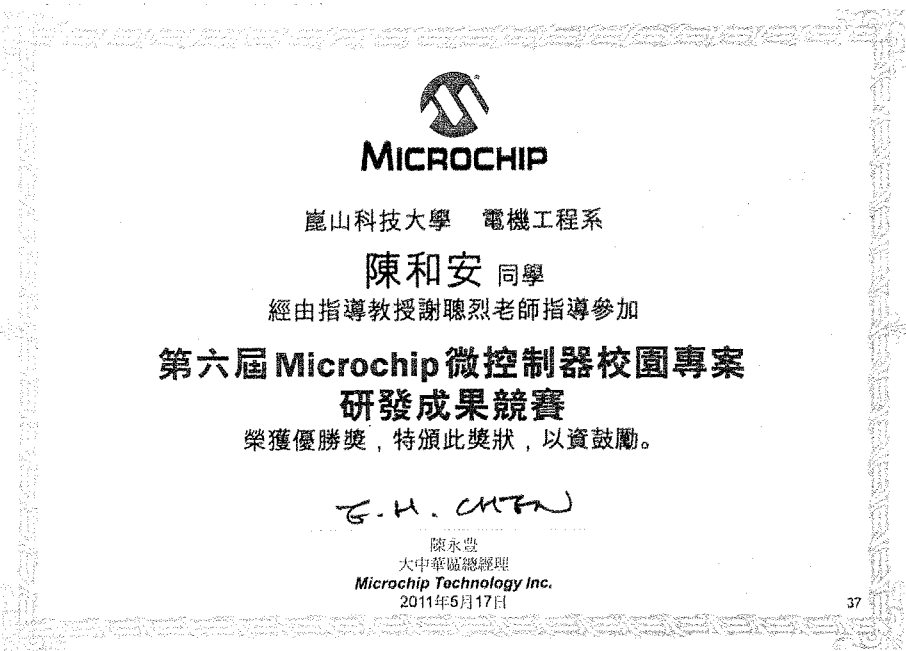 MICROCHIP
崑山科技大學 電機工程系
陳和安 同學
經由指導教授謝聰烈老師指導參加
第六屆Microchip微控制器校園專案
研發成果競賽
榮獲優勝獎，特頒此獎狀，以資鼓勵。
E.H. CHEN
陳永豊
大中華區總經理
Microchip Technology Inc.
2011年5月17日
37